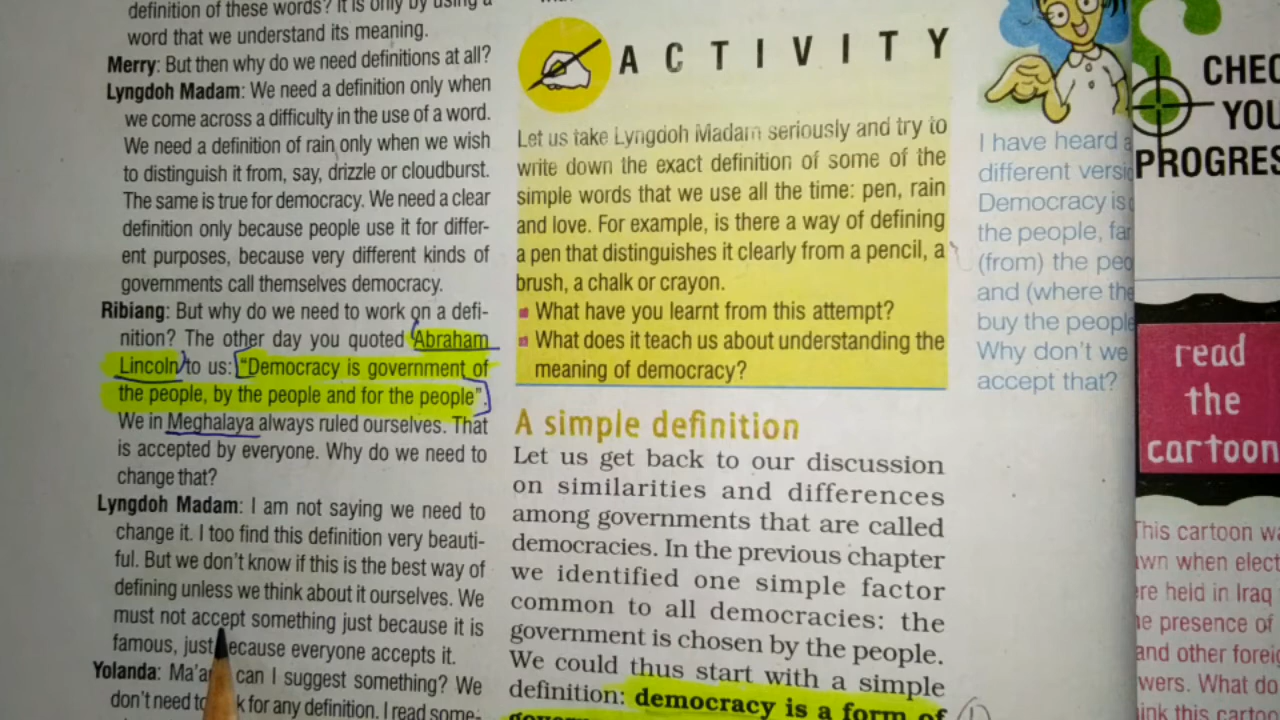 definition of these words? It is only by using a
word that we understand its meaning.
Merry: But then why do we need definitions at all?
Lyngdoh Madam: We need a definition only when
we come across a difficulty in the use of a word.
We need a definition of rain only when we wish
to distinguish it from, say, drizzle or cloudburst.
The same is true for democracy. We need a clear
definition only because people use it for differ-
ent purposes, because very different kinds of
governments call themselves democracy.
Ribiang: But why do we need to work on a defi-
nition? The other day you quoted Abraham
Lincoln to us: “Democracy is government of
the people, by the people and for the people”.
We in Meghalaya always ruled ourselves. That
is accepted by everyone. Why do we need to
change that?
Lyngdoh Madam: I am not saying we need to
change it. I too find this definition very beauti-
ful. But we don’t know if this is the best way of
defining unless we think about it ourselves. We
must not accept something just because it is
famous, just because everyone accepts it.
Yolanda: can I suggest something? We
don’t need for any definition. I read some-
ACTIVITY
Let us take Lyngdoh Madam seriously and try to
write down the exact definition of some of the
simple words that we use all the time: pen, rain
and love. For example, is there a way of defining
a pen that distinguishes it clearly from a pencil, a
brush, a chalk or crayon.
What have you learnt from this attempt?
What does it teach us about understanding the
meaning of democracy?
A simple definition
Let us get back to our discussion
on similarities and differences
among governments that are called
democracies. In the previous chapter
we identified one simple factor
common to all democracies: the
government is chosen by the people.
We could thus start with a simple
definition: democracy is a form of
I have heard a
different
Democracy is
the people,
(from) the
and (where
buy the people
Why don’t we
accept that?
CHEC
YOU
PROGRES
read
the
cartoon
This cartoon
when
held in Iraq
presence of
and other
What do
this